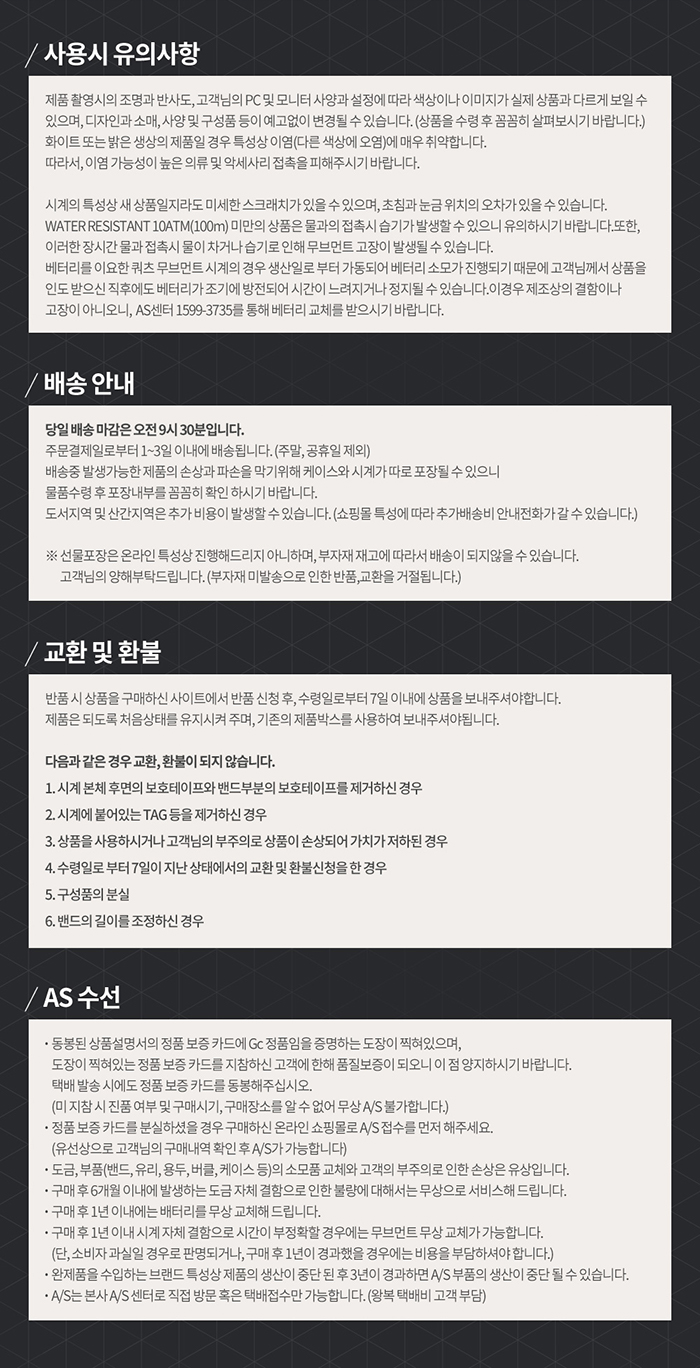 / 사용시 유의사항
제품 촬영시의 조명과 반사도, 고객님의 PC 및 모니터 사양과 설정에 따라 색상이나 이미지가 실제 상품과 다르게 보일 수
있으며, 디자인과 소매, 사양 및 구성품 등이 예고없이 변경될 수 있습니다. (상품을 수령 후 꼼꼼히 살펴보시기 바랍니다.)
화이트 또는 밝은 생상의 제품일 경우 특성상 이염(다른 색상에 오염)에 매우 취약합니다.
따라서, 이염 가능성이 높은 의류 및 악세사리 접촉을 피해주시기 바랍니다.
시계의 특성상 새 상품일지라도 미세한 스크래치가 있을 수 있으며, 초침과 눈금 위치의 오차가 있을 수 있습니다.
WATER RESISTANT 10ATM(100m) 미만의 상품은 물과의 접촉시 습기가 발생할 수 있으니 유의하시기 바랍니다.또한,
이러한 장시간 물과 접촉시 물이 차거나 습기로 인해 무브먼트 고장이 발생될 수 있습니다.
베터리를 이요한 쿼츠 무브먼트 시계의 경우 생산일로 부터 가동되어 베터리 소모가 진행되기 때문에 고객님께서 상품을
인도 받으신 직후에도 베터리가 조기에 방전되어 시간이 느려지거나 정지될 수 있습니다.이경우 제조상의 결함이나
고장이 아니오니, AS센터 1599-3735를 통해 베터리 교체를 받으시기 바랍니다.
/ 배송 안내
당일 배송 마감은 오전 9시 30분입니다.
주문결제일로부터 1~3일 이내에 배송됩니다. (주말, 공휴일 제외)
배송중 발생가능한 제품의 손상과 파손을 막기위해 케이스와 시계가 따로 포장될 수 있으니
물품수령 후 포장내부를 꼼꼼히 확인 하시기 바랍니다.
도서지역 및 산간지역은 추가 비용이 발생할 수 있습니다. (쇼핑몰 특성에 따라 추가배송비 안내전화가 갈 수 있습니다.)
※ 선물포장은 온라인 특성상 진행해드리지 아니하며, 부자재 재고에 따라서 배송이 되지않을 수 있습니다.
고객님의 양해부탁드립니다. (부자재 미발송으로 인한 반품,교환을 거절됩니다.)
/ 교환 및 환불
반품 시 상품을 구매하신 사이트에서 반품 신청 후, 수령일로부터 7일 이내에 상품을 보내주셔야합니다.
제품은 되도록 처음상태를 유지시켜 주며, 기존의 제품박스를 사용하여 보내주셔야됩니다.
다음과 같은 경우 교환, 환불이 되지 않습니다.
1. 시계 본체 후면의 보호테이프와 밴드부분의 보호테이프를 제거하신 경우
2. 시계에 붙어있는 TAG 등을 제거하신 경우
3. 상품을 사용하시거나 고객님의 부주의로 상품이 손상되어 가치가 저하된 경우
4. 수령일로 부터 7일이 지난 상태에서의 교환 및 환불신청을 한 경우
5. 구성품의 분실
6. 밴드의 길이를 조정하신 경우
/ AS 수선
· 동봉된 상품설명서의 정품 보증 카드에 Gc 정품임을 증명하는 도장이 찍혀있으며,
도장이 찍혀있는 정품 보증 카드를 지참하신 고객에 한해 품질보증이 되오니 이 점 양지하시기 바랍니다.
택배 발송 시에도 정품 보증 카드를 동봉해주십시오.
(미 지참 시 진품 여부 및 구매시기, 구매장소를 알 수 없어 무상 A/S 불가합니다.)
· 정품 보증 카드를 분실하셨을 경우 구매하신 온라인 쇼핑몰로 A/S 접수를 먼저 해주세요.
(유선상으로 고객님의 구매내역 확인 후 A/S가 가능합니다)
· 도금, 부품(밴드, 유리, 용두, 버클, 케이스 등)의 소모품 교체와 고객의 부주의로 인한 손상은 유상입니다.
· 구매 후 6개월 이내에 발생하는 도금 자체 결함으로 인한 불량에 대해서는 무상으로 서비스해 드립니다.
· 구매 후 1년 이내에는 배터리를 무상 교체해 드립니다.
· 구매 후 1년 이내 시계 자체 결함으로 시간이 부정확할 경우에는 무브먼트 무상 교체가 가능합니다.
(단, 소비자 과실일 경우로 판명되거나, 구매 후 1년이 경과했을 경우에는 비용을 부담하셔야 합니다.)
· 완제품을 수입하는 브랜드 특성상 제품의 생산이 중단 된 후 3년이 경과하면 A/S 부품의 생산이 중단 될 수 있습니다.
· A/S는 본사 A/S 센터로 직접 방문 혹은 택배접수만 가능합니다. (왕복 택배비 고객 부담)